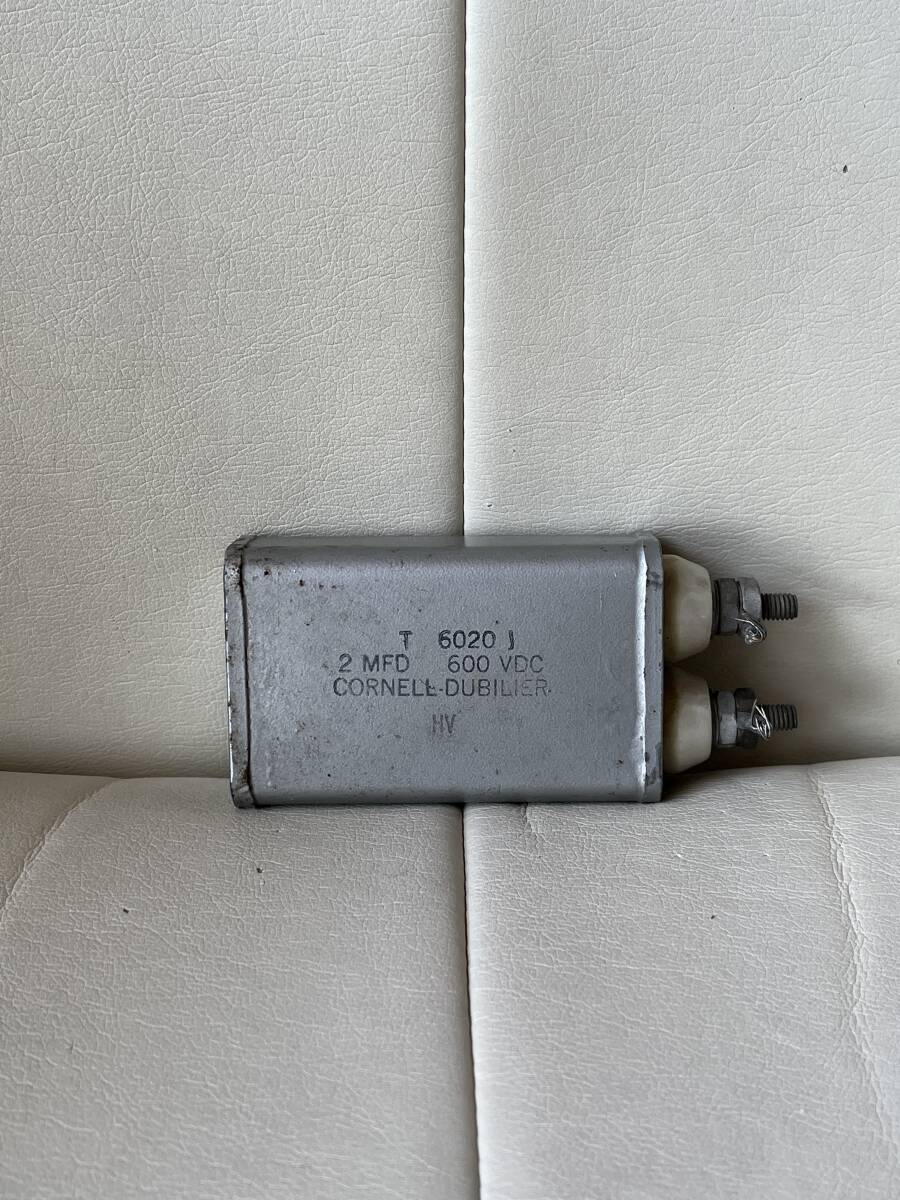 T 6020 J
2 MFD 600 VDC
CORNELL-DUBILIER
HV